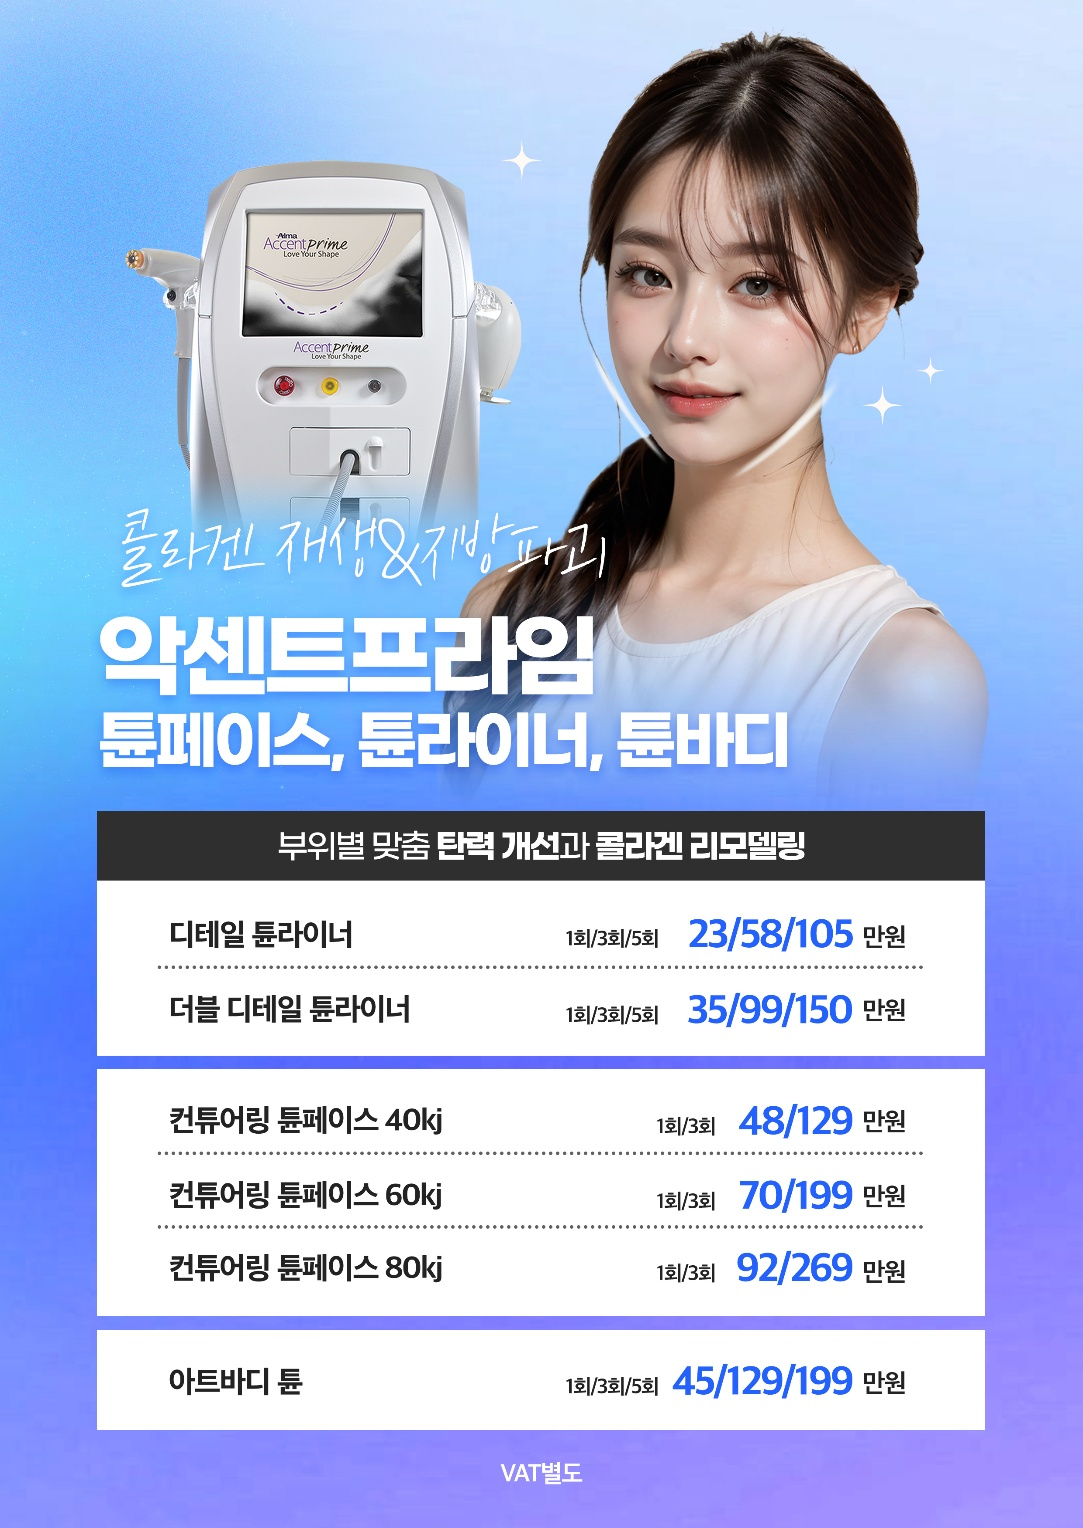 Alma
Accent prime
Love Your Shape
Accent prime
Love Your Shape
콜라겐 재생&지방파괴
악센트프라임
튠페이스, 튠라이너, 튠바디
부위별 맞춤 탄력 개선과 콜라겐 리모델링
디테일 튠라이너 1회/3회/5회 23/58/105 만원
더블 디테일 튠라이너 1회/3회/5회 35/99/150 만원
컨튜어링 튠페이스 40kj 1회/3회 48/129 만원
컨튜어링 튠페이스 60kj 1회/3회 70/199 만원
컨튜어링 튠페이스 80kj 1회/3회 92/269 만원
아트바디 튠 1회/3회/5회 45/129/199 만원
VAT별도